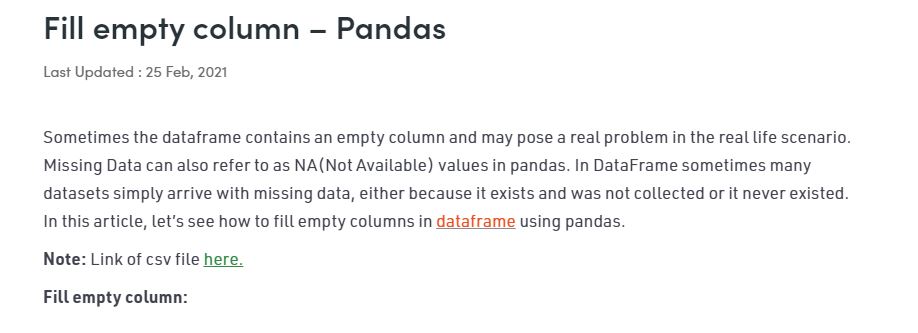 Fill empty column – Pandas
Last Updated : 25 Feb, 2021
Sometimes the dataframe contains an empty column and may pose a real problem in the real life scenario.
Missing Data can also refer to as NA(Not Available) values in pandas. In DataFrame sometimes many
datasets simply arrive with missing data, either because it exists and was not collected or it never existed.
In this article, let’s see how to fill empty columns in dataframe using pandas.
Note: Link of csv file here.
Fill empty column: